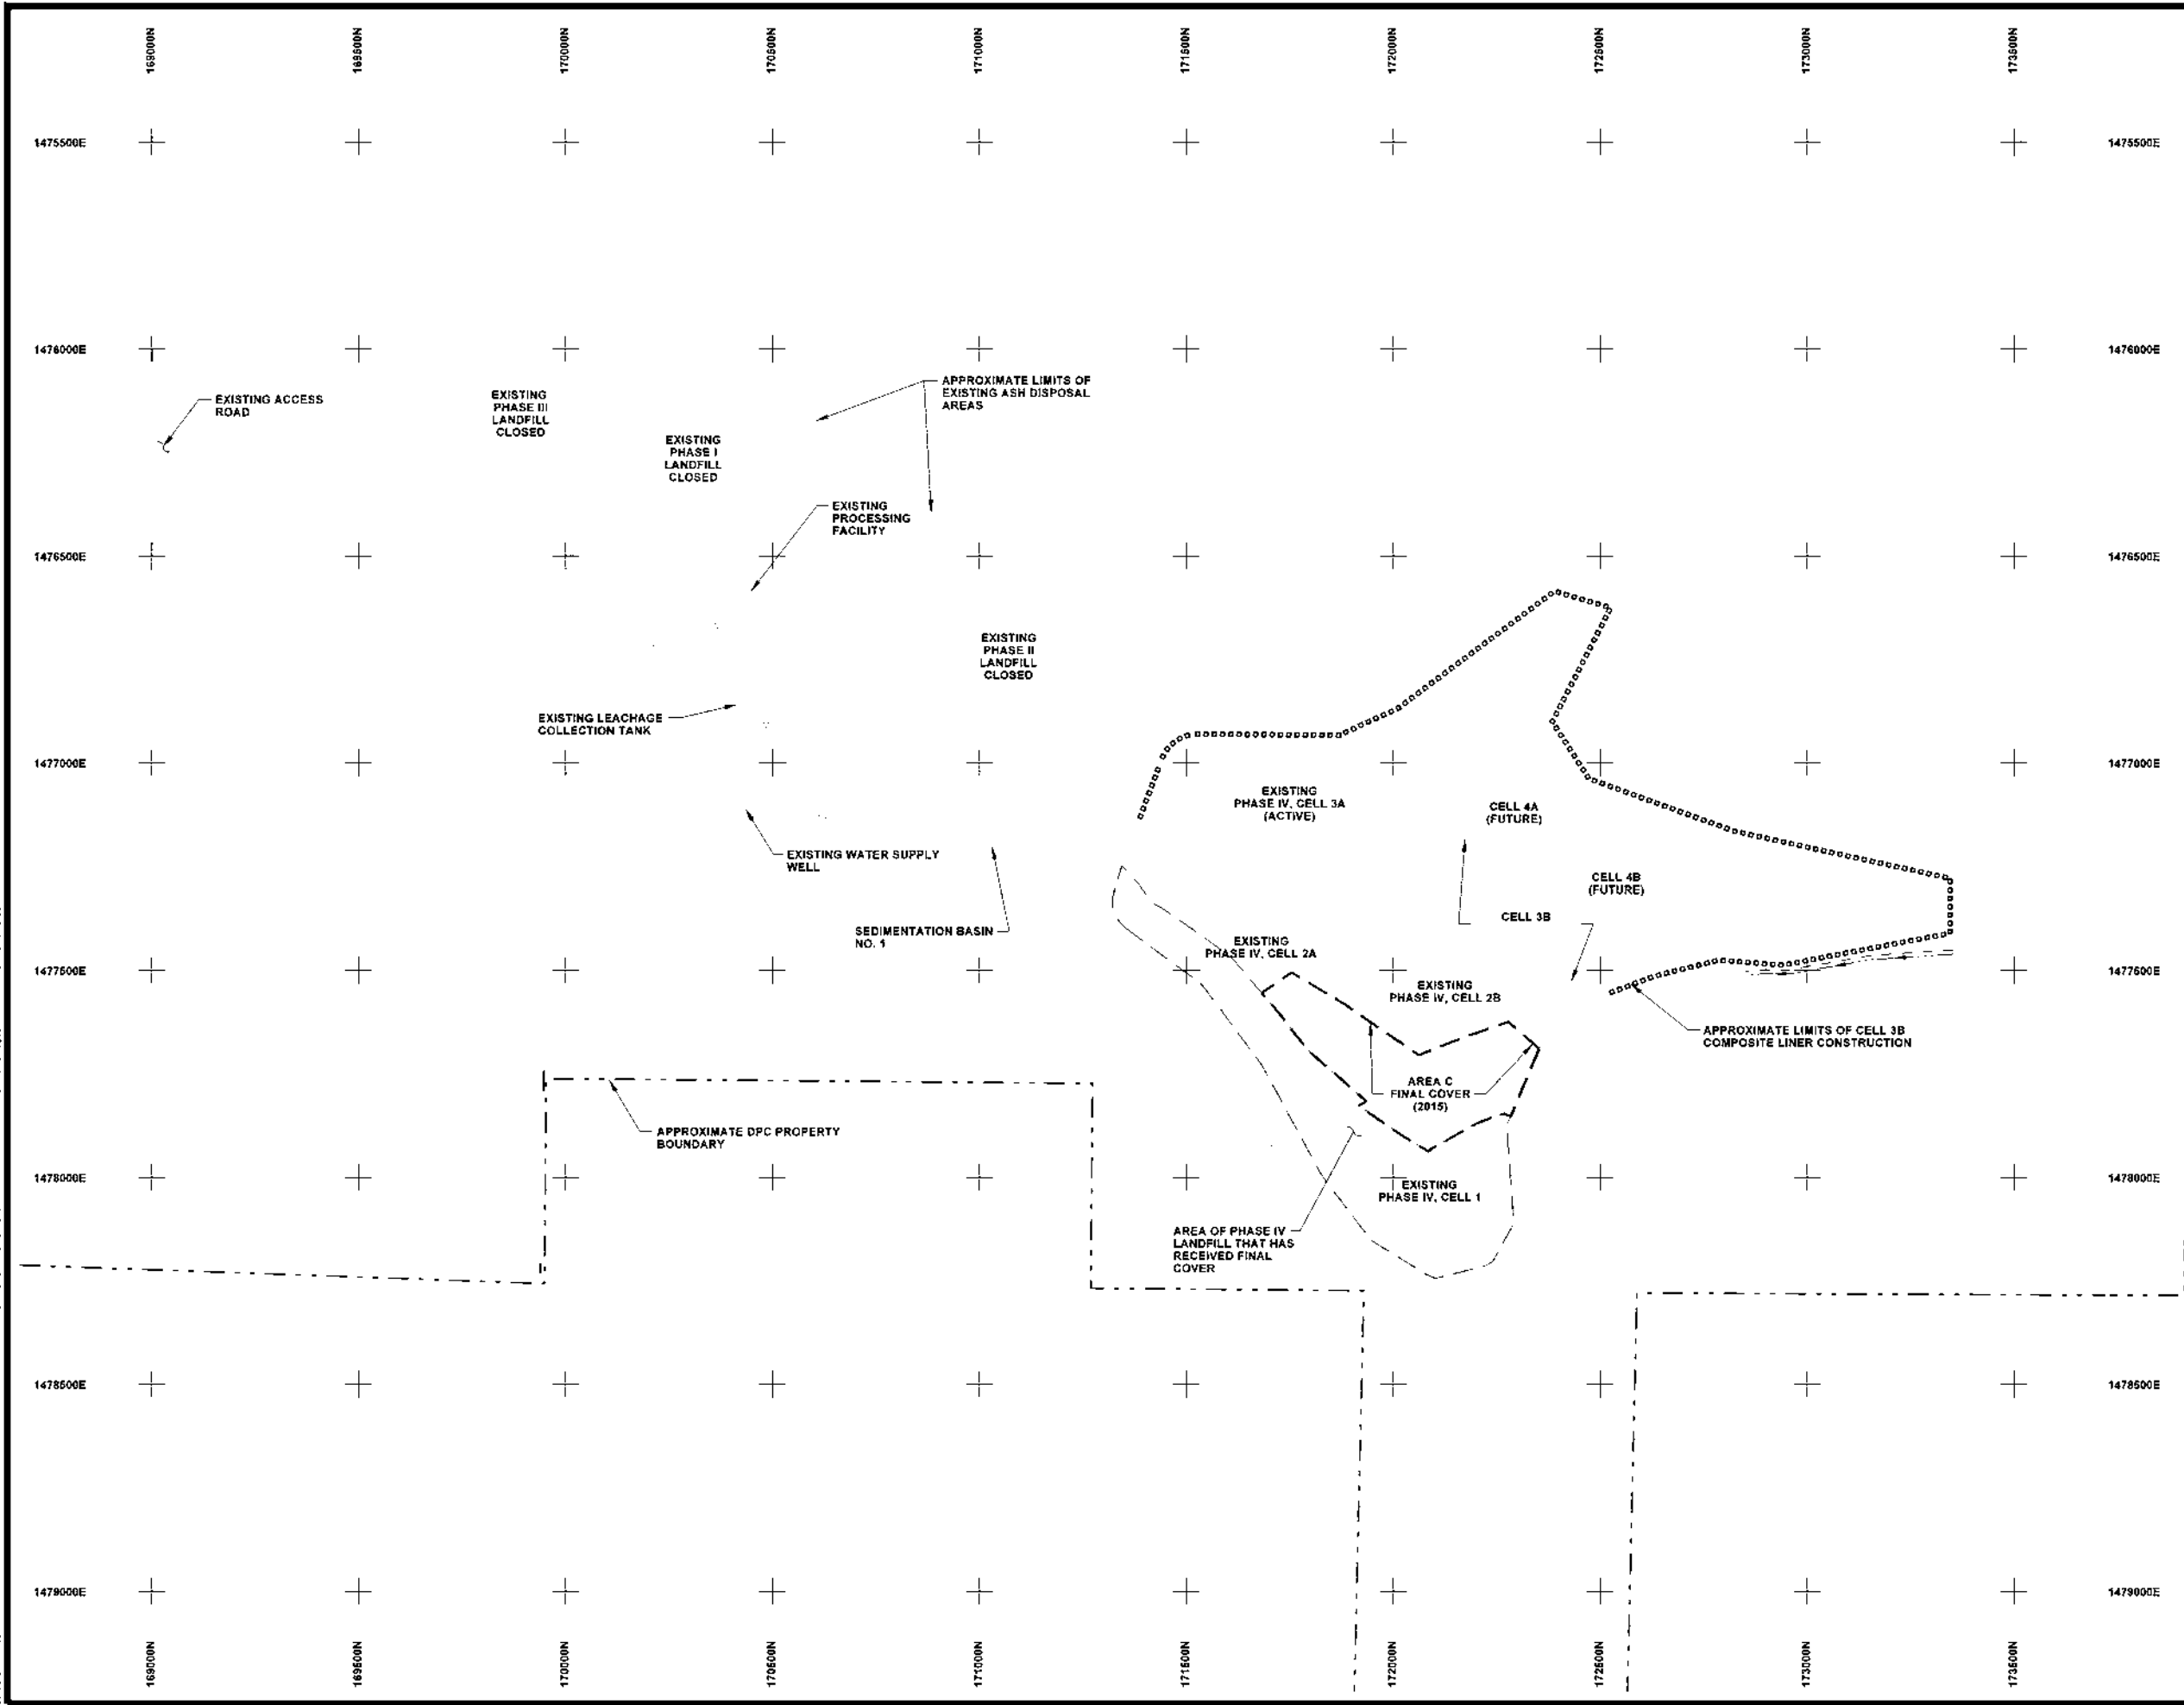 169000N
169500N
170000N
170500N
171000N
171500N
172000N
172500N
173000N
173500N
1475500E
1475500E
1476000E
1476000E
EXISTING ACCESS
ROAD
EXISTING
PHASE III
LANDFILL
CLOSED
EXISTING
PHASE I
LANDFILL
CLOSED
APPROXIMATE LIMITS OF
EXISTING ASH DISPOSAL
AREAS
EXISTING
PROCESSING
FACILITY
1476500E
1476500E
EXISTING
PHASE II
LANDFILL
CLOSED
EXISTING LEACHAGE
COLLECTION TANK
1477000E
1477000E
EXISTING
PHASE IV, CELL 3A
(ACTIVE)
CELL 4A
(FUTURE)
EXISTING WATER SUPPLY
WELL
CELL 4B
(FUTURE)
CELL 3B
SEDIMENTATION BASIN
NO. 1
EXISTING
PHASE IV, CELL 2A
1477500E
1477500E
EXISTING
PHASE IV, CELL 2B
APPROXIMATE LIMITS OF CELL 3B
COMPOSITE LINER CONSTRUCTION
AREA C
FINAL COVER
(2015)
APPROXIMATE DPC PROPERTY
BOUNDARY
1478000E
1478000E
EXISTING
PHASE IV, CELL 1
AREA OF PHASE IV
LANDFILL THAT HAS
RECEIVED FINAL
COVER
1478500E
1478500E
1479000E
1479000E
169000N
169500N
170000N
170500N
171000N
171500N
172000N
172500N
173000N
173500N